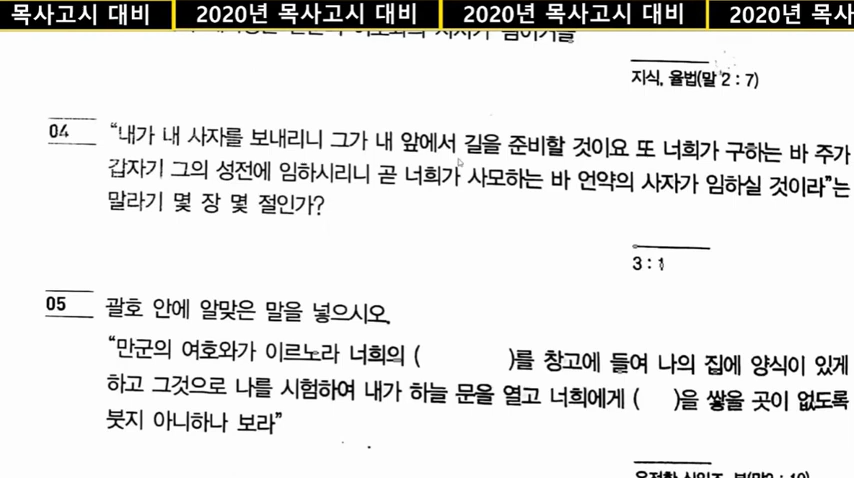 목사고시 대비 2020년 목사고시 대비 2020년 목사고시 대비 2020년 목사
지식, 율법(말 2 : 7)
04 “내가 내 사자를 보내리니 그가 내 앞에서 길을 준비할 것이요 또 너희가 구하는 바 주가
갑자기 그의 성전에 임하시리니 곧 너희가 사모하는 바 언약의 사자가 임하실 것이라”는
말라기 몇 장 몇 절인가?
3 : 1
05 괄호 안에 알맞은 말을 넣으시오.
“만군의 여호와가 이르노라 너희의 ( )를 창고에 들여 나의 집에 양식이 있게
하고 그것으로 나를 시험하여 내가 하늘 문을 열고 너희에게 ( )을 쌓을 곳이 없도록
붓지 아니하나 보라”